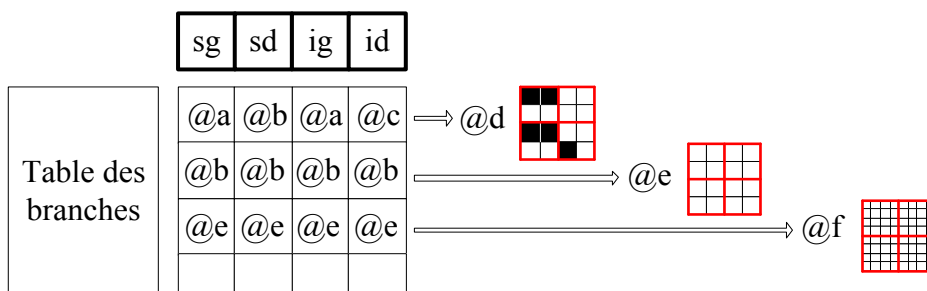 sg sd ig id
@a @b @a @c @d
Table des
branches
@b @b @b @b @e
@e @e @e @e @f